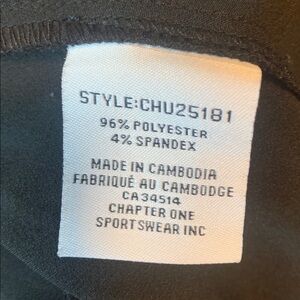 STYLE:CHU25181
96% POLYESTER
4% SPANDEX
MADE IN CAMBODIA
FABRIQUÉ AU CAMBODGE
CA34514
CHAPTER ONE
SPORTSWEAR INC